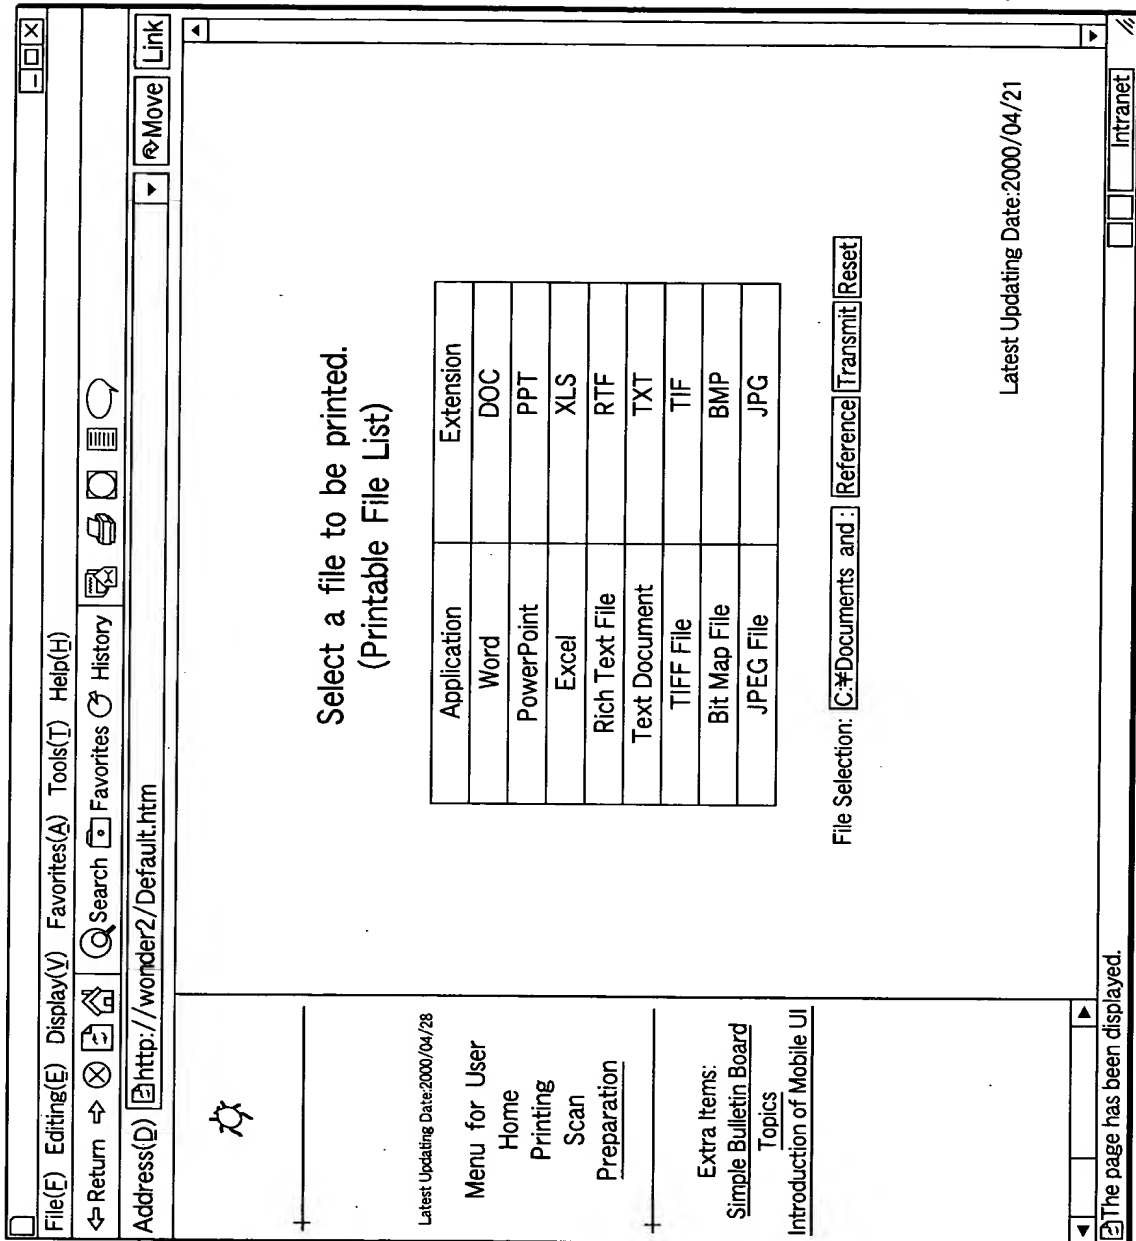 File(F) Editing(E) Display(V) Favorites(A) Tools(T) Help(H)
Return Search Favorites History
Address(D) http://wonder2/Default.htm Move Link
Latest Updating Date:2000/04/28
Menu for User
Home
Printing
Scan
Preparation
Extra Items:
Simple Bulletin Board
Topics
Introduction of Mobile UI
Select a file to be printed.
(Printable File List)
Application Extension
Word DOC
PowerPoint PPT
Excel XLS
Rich Text File RTF
Text Document TXT
TIFF File TIF
Bit Map File BMP
JPEG File JPG
File Selection: C:¥Documents and : Reference Transmit Reset
Latest Updating Date:2000/04/21
The page has been displayed. Intranet